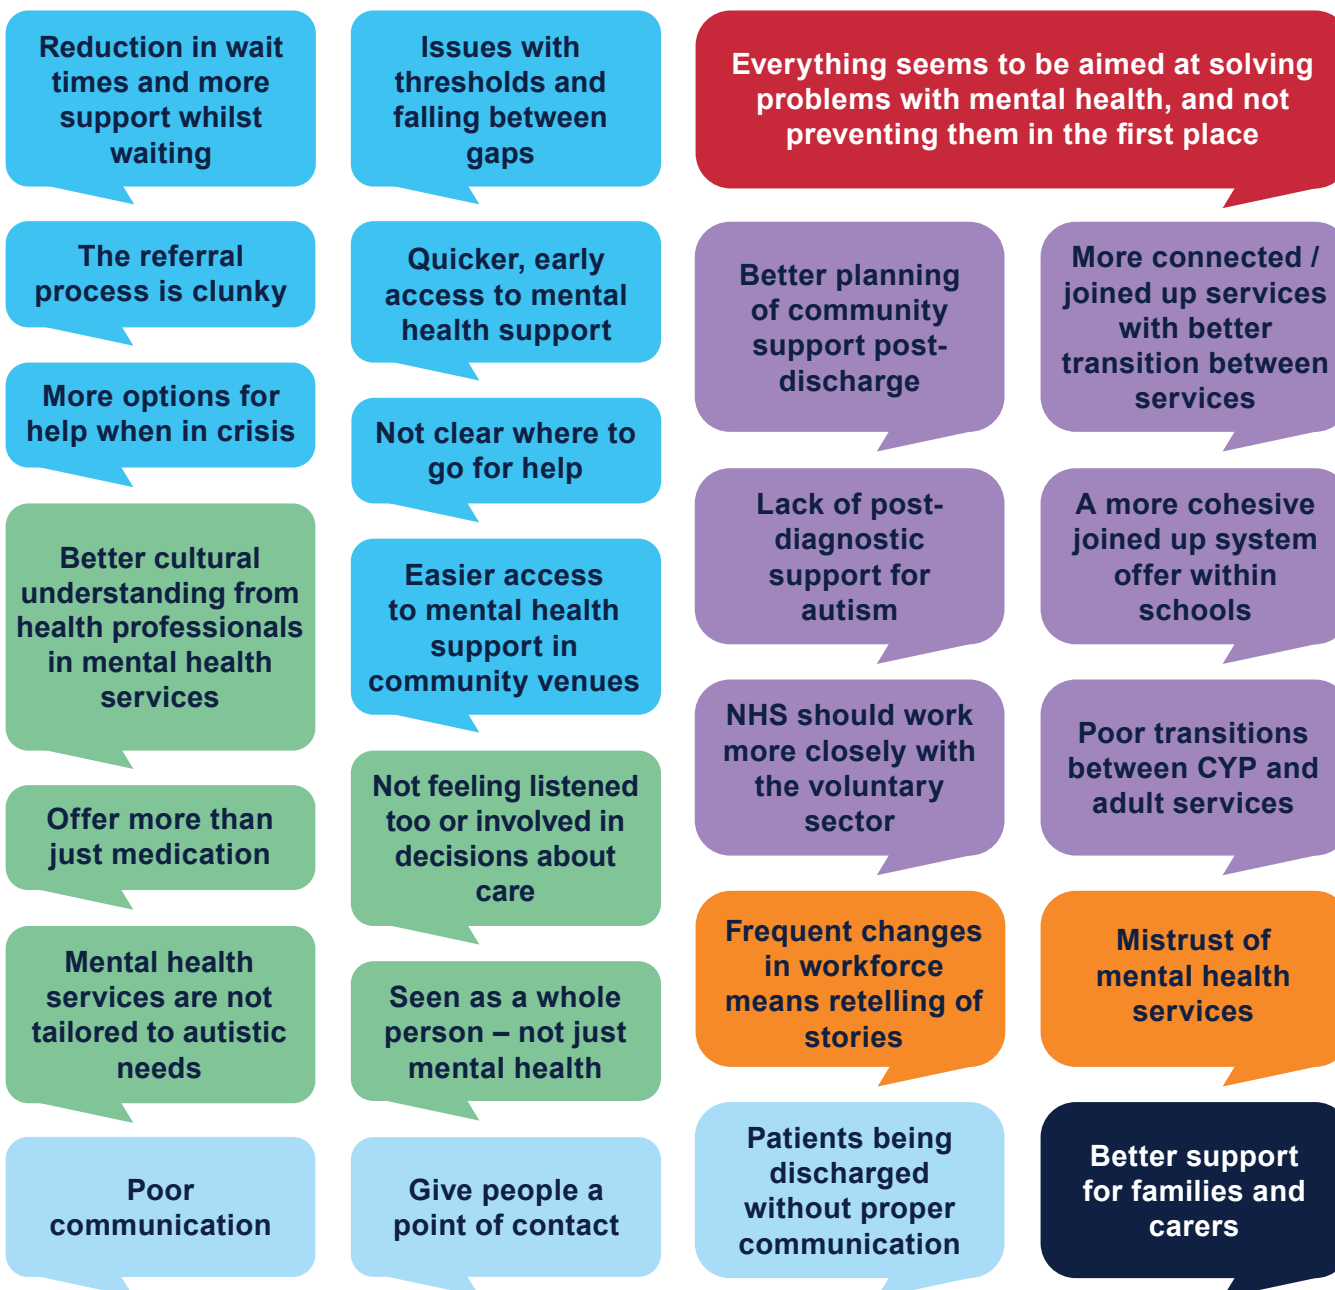 Reduction in wait
times and more
support whilst
waiting
Issues with
thresholds and
falling between
gaps
Everything seems to be aimed at solving
problems with mental health, and not
preventing them in the first place
The referral
process is clunky
Quicker, early
access to mental
health support
Better planning
of community
support post-
discharge
More connected /
joined up services
with better
transition between
services
More options for
help when in crisis
Not clear where to
go for help
Lack of post-
diagnostic
support for
autism
A more cohesive
joined up system
offer within
schools
Better cultural
understanding from
health professionals
in mental health
services
Easier access
to mental health
support in
community venues
NHS should work
more closely with
the voluntary
sector
Poor transitions
between CYP and
adult services
Offer more than
just medication
Not feeling listened
too or involved in
decisions about
care
Frequent changes
in workforce
means retelling of
stories
Mistrust of
mental health
services
Mental health
services are not
tailored to autistic
needs
Seen as a whole
person – not just
mental health
Poor
communication
Give people a
point of contact
Patients being
discharged
without proper
communication
Better support
for families and
carers